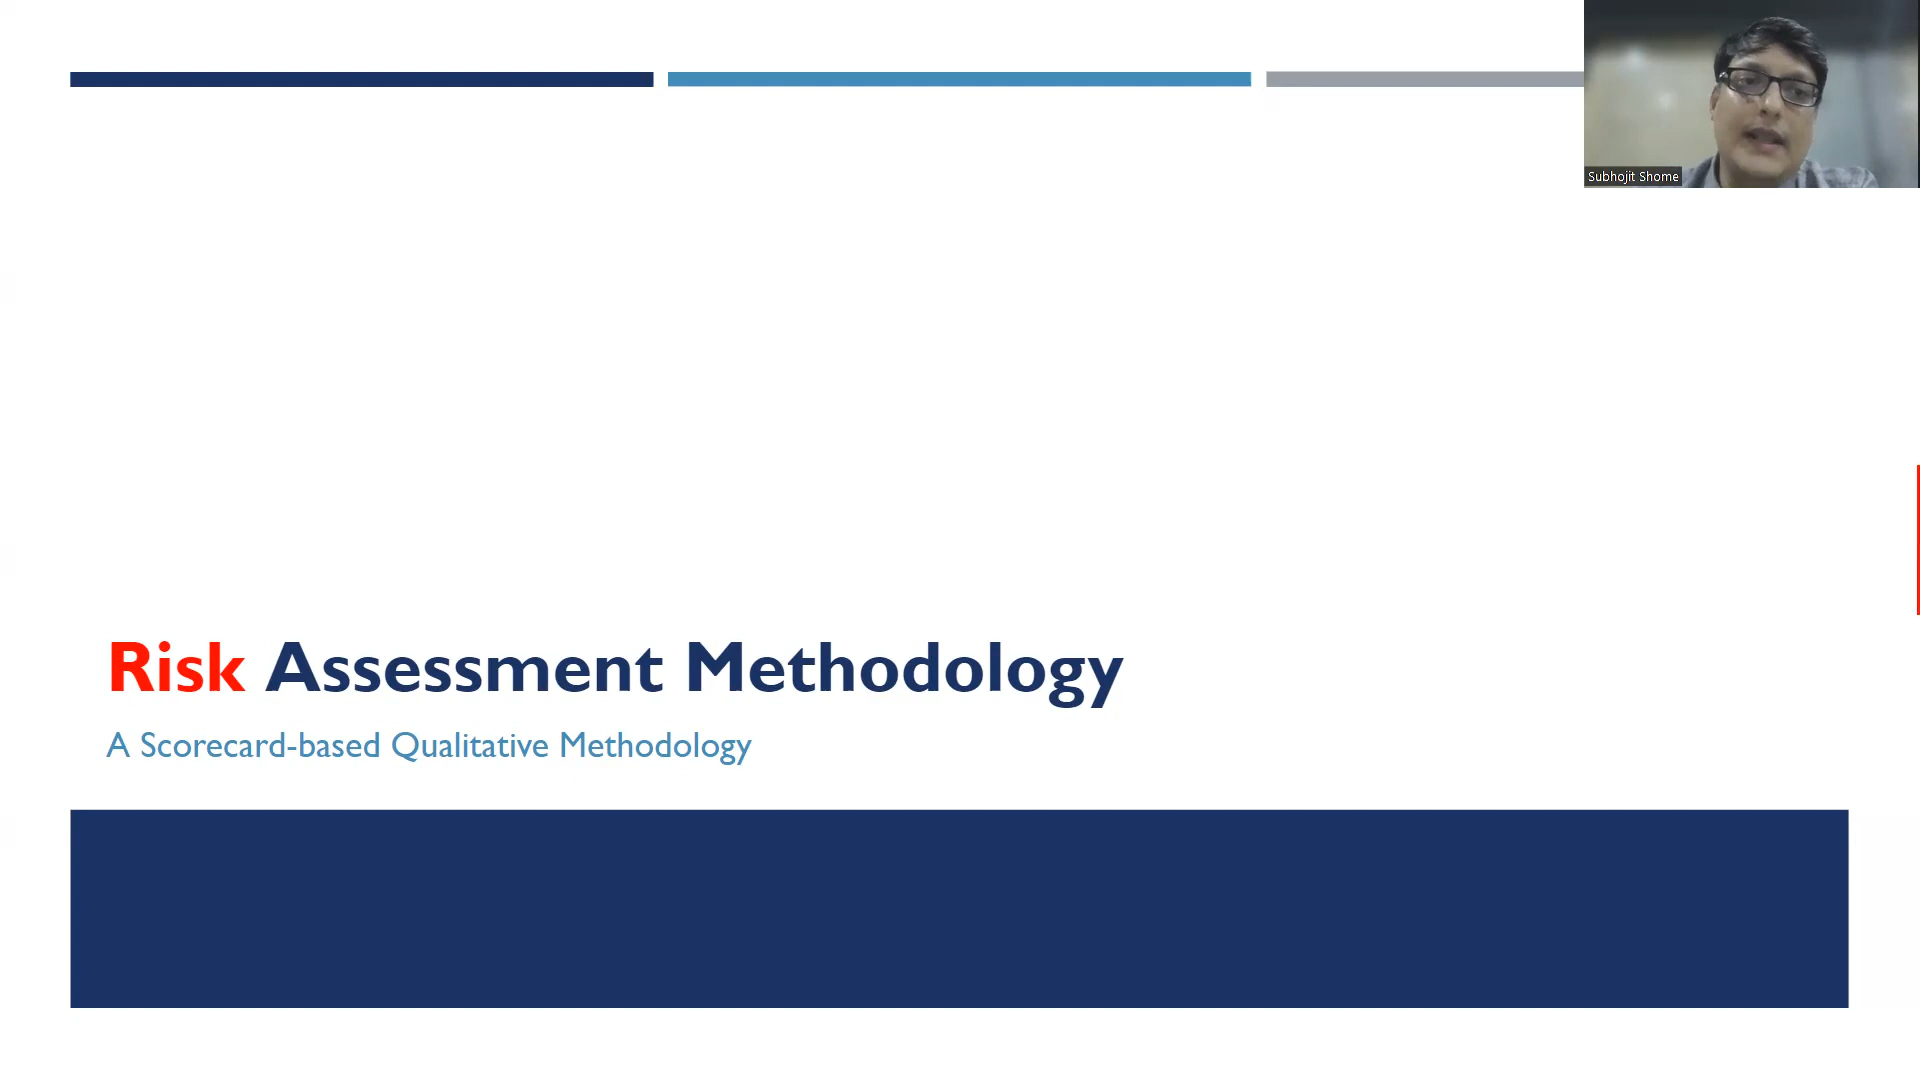 Subhojit Shome
Risk Assessment Methodology
A Scorecard-based Qualitative Methodology